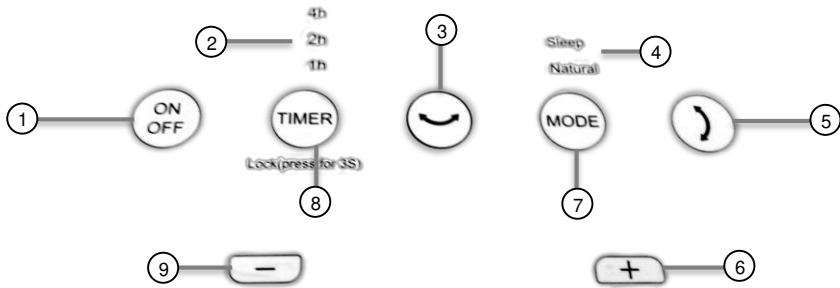 4h
2
2h
3
Sleep
4
1h
Natural
1
ON
OFF
TIMER
MODE
5
Lock(press for 3S)
8
7
9
−
+
6